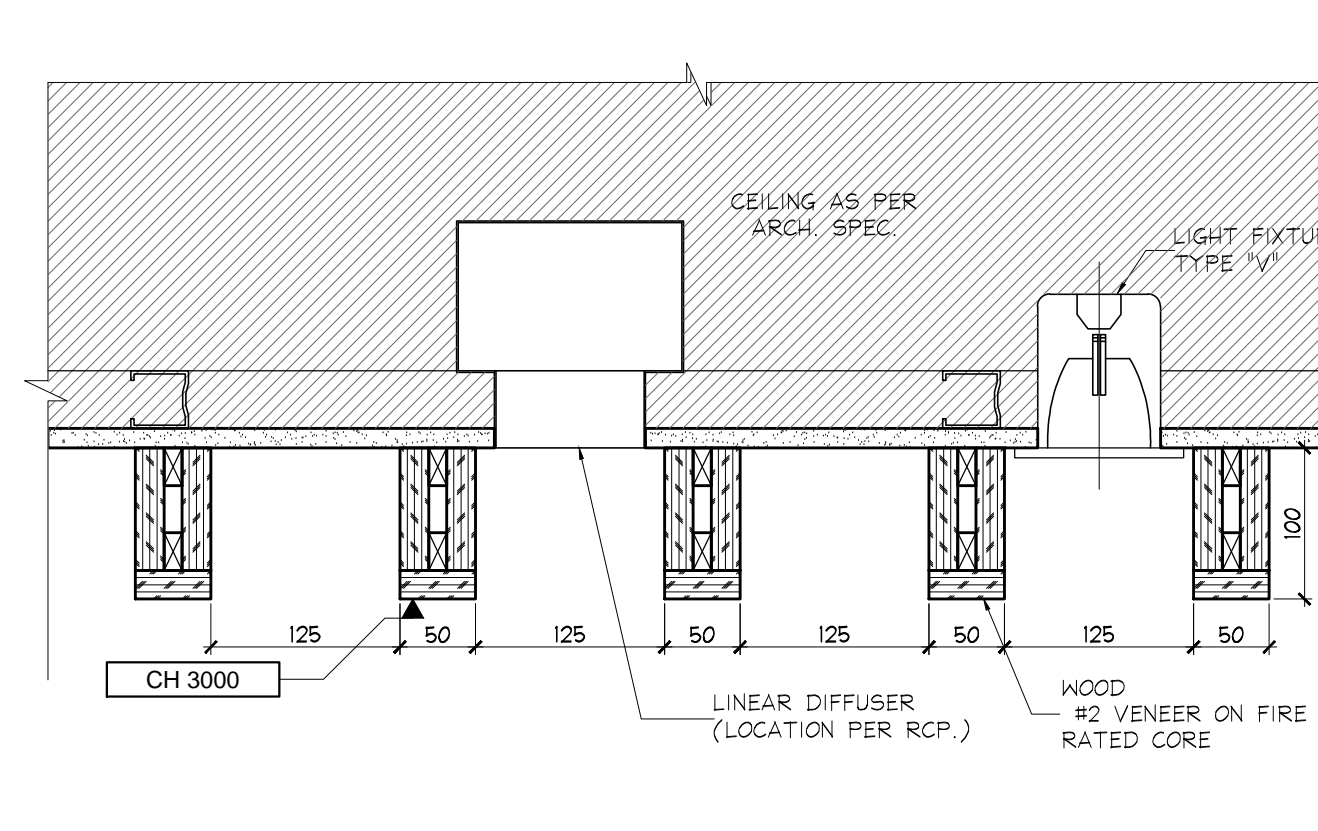 CEILING AS PER
ARCH. SPEC.
LIGHT FIXTU
TYPE "V"
100
125
50
125
50
125
50
125
50
CH 3000
LINEAR DIFFUSER
(LOCATION PER RCP.)
WOOD
#2 VENEER ON FIRE
RATED CORE